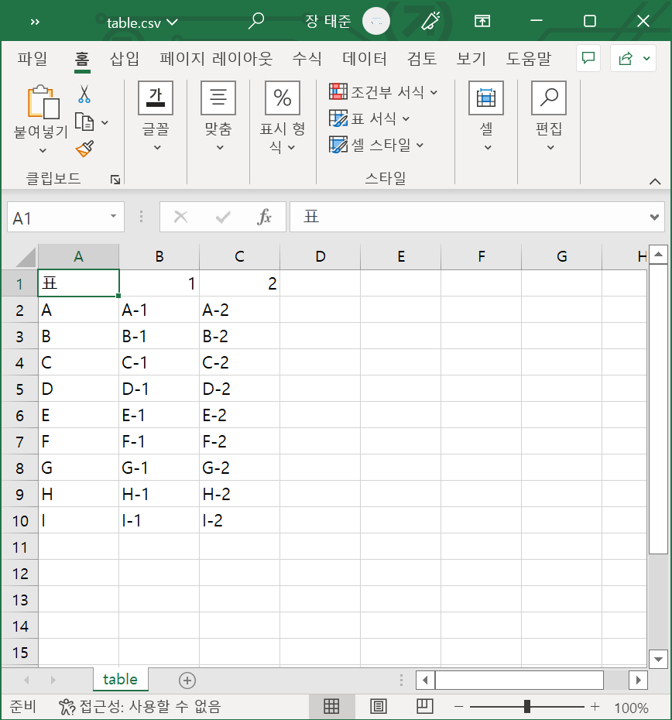 » table.csv 장 태준
파일 홈 삽입 페이지 레이아웃 수식 데이터 검토 보기 도움말
붙여넣기
클립보드
가
글꼴
맞춤
%
표시 형
식
조건부 서식
표 서식
셀 스타일
스타일
셀
편집
A1 fx 표
A B C D E F G H
1 표 1 2
2 A A-1 A-2
3 B B-1 B-2
4 C C-1 C-2
5 D D-1 D-2
6 E E-1 E-2
7 F F-1 F-2
8 G G-1 G-2
9 H H-1 H-2
10 I I-1 I-2
11
12
13
14
15
table
준비 접근성: 사용할 수 없음 100%